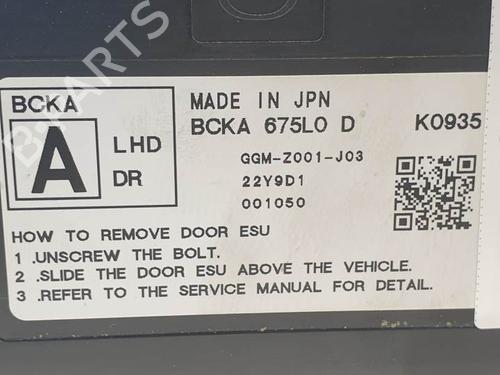 BCKA
A
LHD
DR
MADE IN JPN
BCKA 675L0 D
K0935
GGM-Z001-J03
22Y9D1
001050
HOW TO REMOVE DOOR ESU
1 .UNSCREW THE BOLT.
2 .SLIDE THE DOOR ESU ABOVE THE VEHICLE.
3 .REFER TO THE SERVICE MANUAL FOR DETAIL.